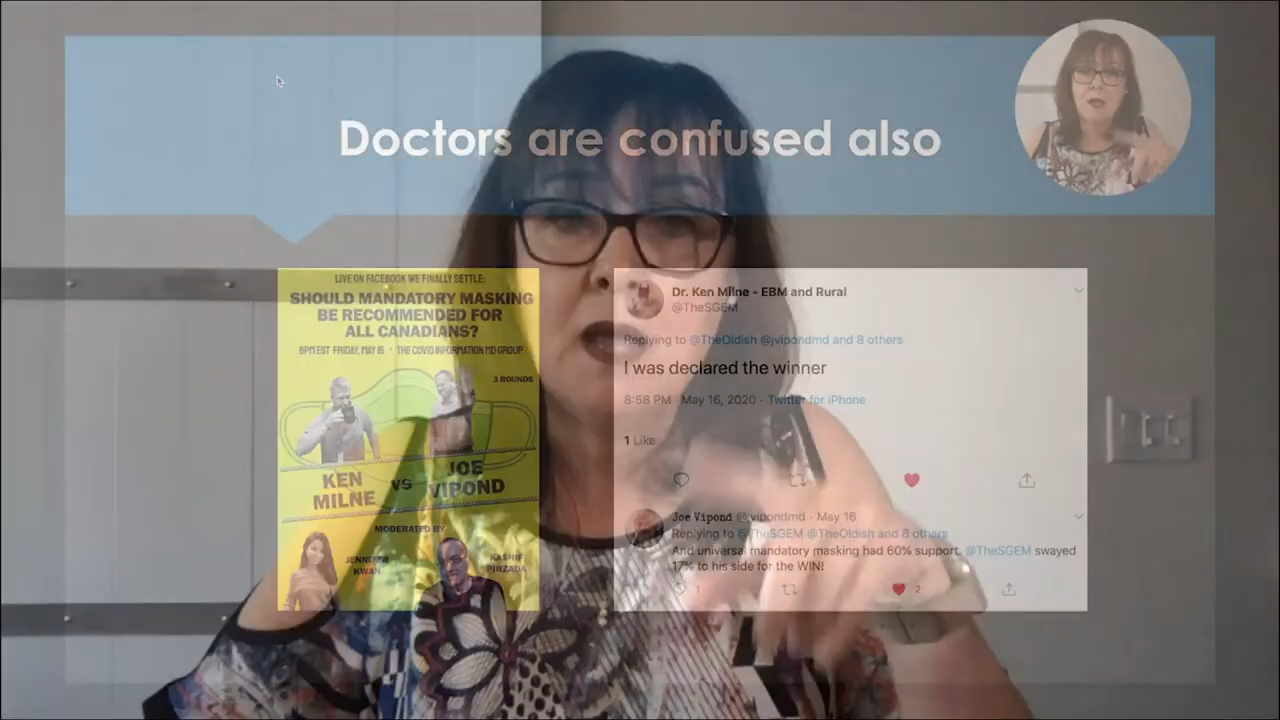 Doctors are confused also
LIVE ON FACEBOOK WE FINALLY SETTLE:
SHOULD MANDATORY MASKING
BE RECOMMENDED FOR
ALL CANADIANS?
8PM EST FRIDAY, MAY 15 • THE COVID INFORMATION MD GROUP
3 ROUNDS
KEN
MILNE
VS
JOE
VIPOND
MODERATED BY
JENNIFER
KWAN
KASHIF
PIRZADA
Dr. Ken Milne - EBM and Rural
@TheSGEM
Replying to @TheOldish @jvipondmd and 8 others
I was declared the winner
8:58 PM · May 16, 2020 · Twitter for iPhone
1 Like
Joe Vipond @jvipondmd · May 16
Replying to @TheSGEM @TheOldish and 8 others
And universal mandatory masking had 60% support. @TheSGEM swayed
17% to his side for the WIN!
1
2